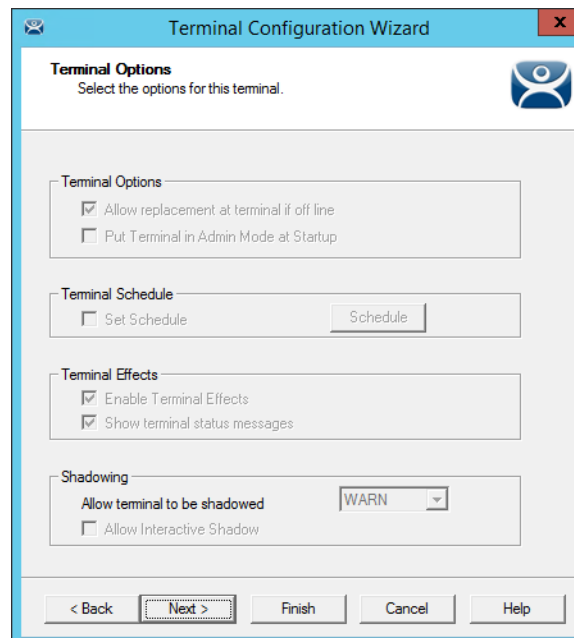 Terminal Configuration Wizard
x
Terminal Options
Select the options for this terminal.
Terminal Options
Allow replacement at terminal if off line
Put Terminal in Admin Mode at Startup
Terminal Schedule
Set Schedule
Schedule
Terminal Effects
Enable Terminal Effects
Show terminal status messages
Shadowing
Allow terminal to be shadowed
WARN
Allow Interactive Shadow
< Back
Next >
Finish
Cancel
Help